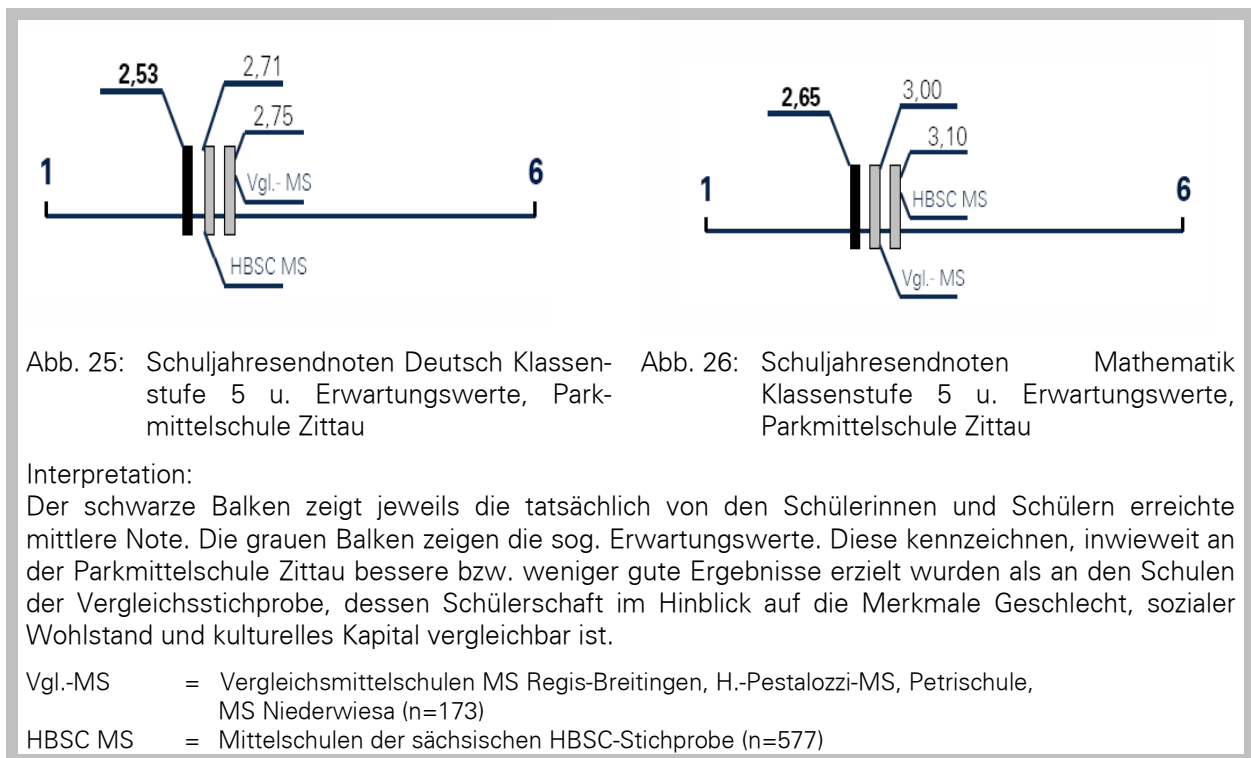 2,53
2,71
2,75
1
Vgl.- MS
6
HBSC MS
2,65
3,00
3,10
1
HBSC MS
6
Vgl.- MS
Abb. 25: Schuljahresendnoten Deutsch Klassen-
stufe 5 u. Erwartungswerte, Park-
mittelschule Zittau
Abb. 26: Schuljahresendnoten Mathematik
Klassenstufe 5 u. Erwartungswerte,
Parkmittelschule Zittau
Interpretation:
Der schwarze Balken zeigt jeweils die tatsächlich von den Schülerinnen und Schülern erreichte
mittlere Note. Die grauen Balken zeigen die sog. Erwartungswerte. Diese kennzeichnen, inwieweit an
der Parkmittelschule Zittau bessere bzw. weniger gute Ergebnisse erzielt wurden als an den Schulen
der Vergleichsstichprobe, dessen Schülerschaft im Hinblick auf die Merkmale Geschlecht, sozialer
Wohlstand und kulturelles Kapital vergleichbar ist.
Vgl.-MS = Vergleichsmittelschulen MS Regis-Breitingen, H.-Pestalozzi-MS, Petrischule,
MS Niederwiesa (n=173)
HBSC MS = Mittelschulen der sächsischen HBSC-Stichprobe (n=577)